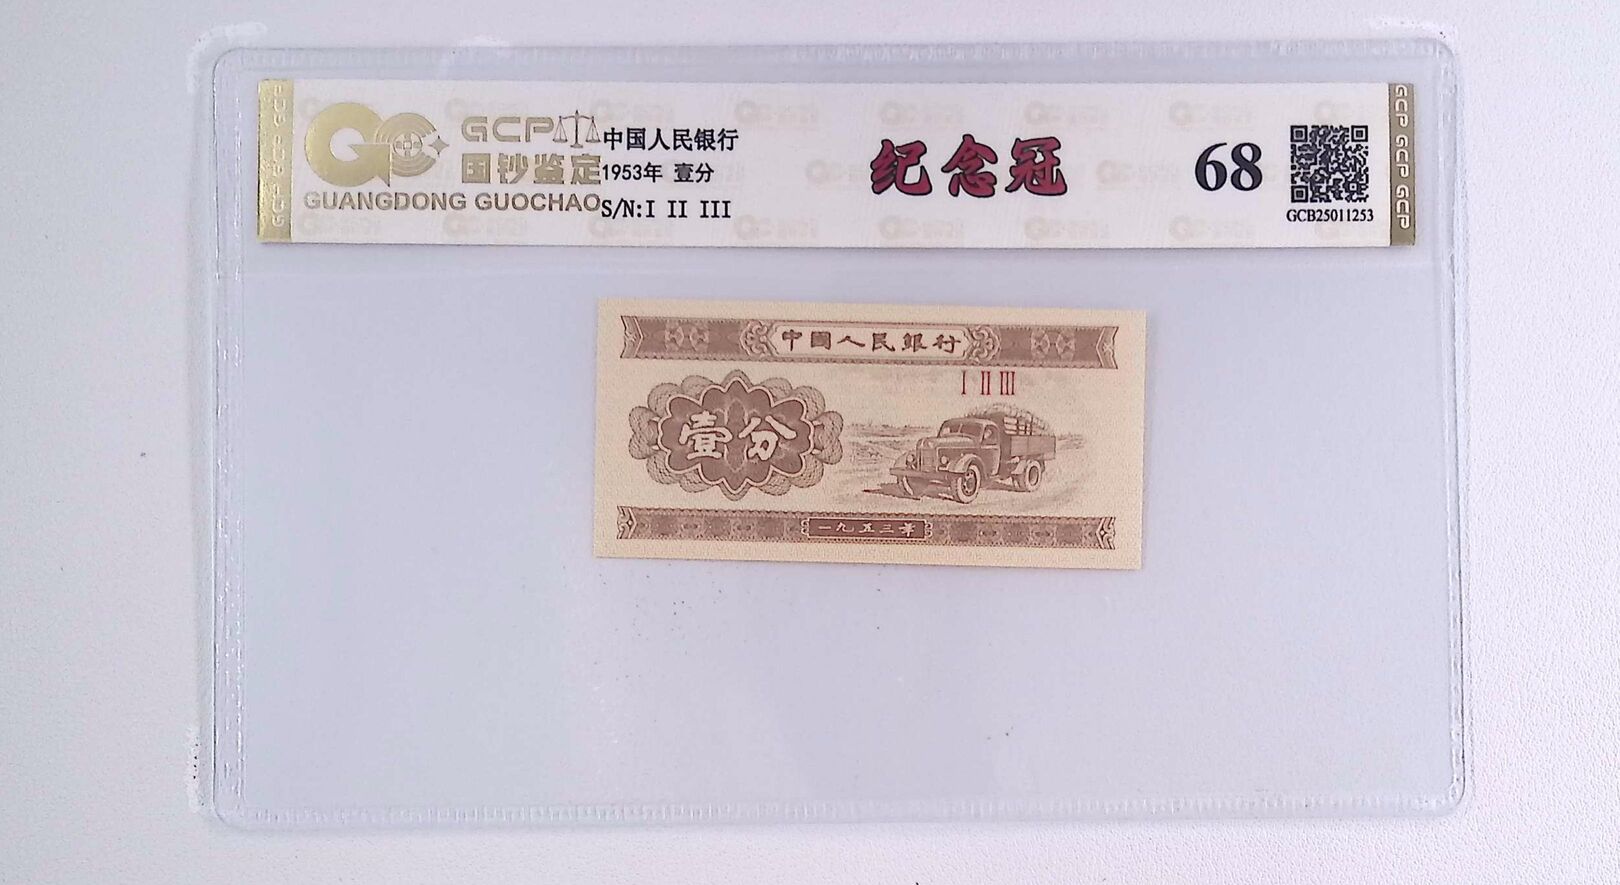 GCP
国钞鉴定
GUANGDONG GUOCHAO
中国人民银行
1953年 壹分
S/N:I II III
纪念冠
68
GCB25011253
GCP GCP GCP
中國人民銀行
I II III
壹分
一九五三年